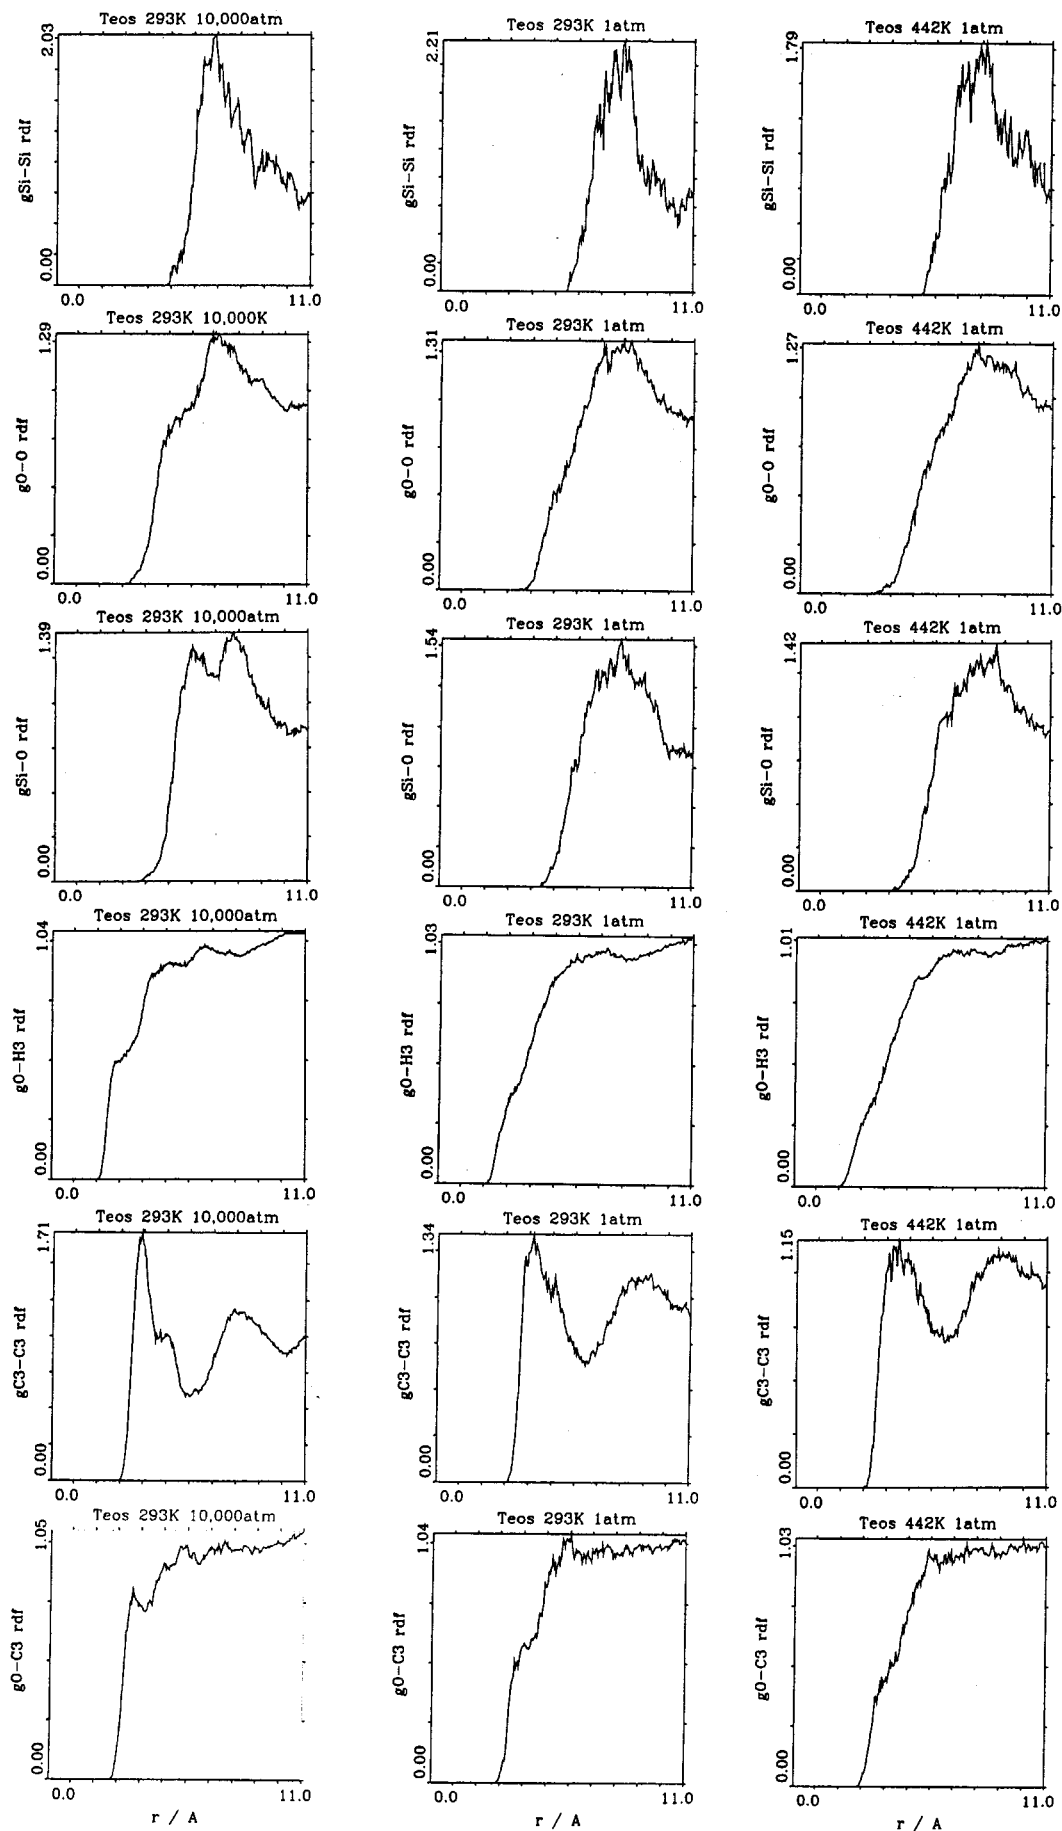 Teos 293K 10,000atm
2.03
gSi-Si rdf
0.00
0.0
11.0
Teos 293K 1atm
2.21
gSi-Si rdf
0.00
0.0
11.0
Teos 442K 1atm
1.79
gSi-Si rdf
0.00
0.0
11.0
Teos 293K 10,000K
1.29
gO-O rdf
0.00
0.0
11.0
Teos 293K 1atm
1.31
gO-O rdf
0.00
0.0
11.0
Teos 442K 1atm
1.27
gO-O rdf
0.00
0.0
11.0
Teos 293K 10,000atm
1.39
gSi-O rdf
0.00
0.0
11.0
Teos 293K 1atm
1.54
gSi-O rdf
0.00
0.0
11.0
Teos 442K 1atm
1.42
gSi-O rdf
0.00
0.0
11.0
Teos 293K 10,000atm
1.04
gO-H3 rdf
0.00
0.0
11.0
Teos 293K 1atm
1.03
gO-H3 rdf
0.00
0.0
11.0
Teos 442K 1atm
1.01
gO-H3 rdf
0.00
0.0
11.0
Teos 293K 10,000atm
1.71
gC3-C3 rdf
0.00
0.0
11.0
Teos 293K 1atm
1.34
gC3-C3 rdf
0.00
0.0
11.0
Teos 442K 1atm
1.15
gC3-C3 rdf
0.00
0.0
11.0
Teos 293K 10,000atm
1.05
gO-C3 rdf
0.00
0.0
11.0
r / A
Teos 293K 1atm
1.04
gO-C3 rdf
0.00
0.0
11.0
r / A
Teos 442K 1atm
1.03
gO-C3 rdf
0.00
0.0
11.0
r / A